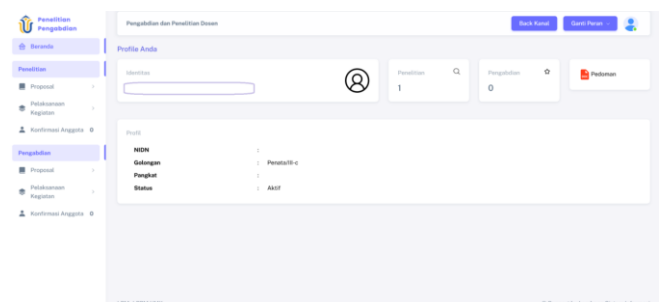 Penelitian
Pengabdian
Pengabdian dan Penelitian Dosen
Back Kanal
Ganti Peran
Beranda
Profile Anda
Penelitian
Proposal
Pelaksanaan
Kegiatan
Konfirmasi Anggota 0
Pengabdian
Proposal
Pelaksanaan
Kegiatan
Konfirmasi Anggota 0
Identitas
Penelitian
1
Pengabdian
0
Pedoman
Profil
NIDN :
Golongan : Penata/III-c
Pangkat :
Status : Aktif